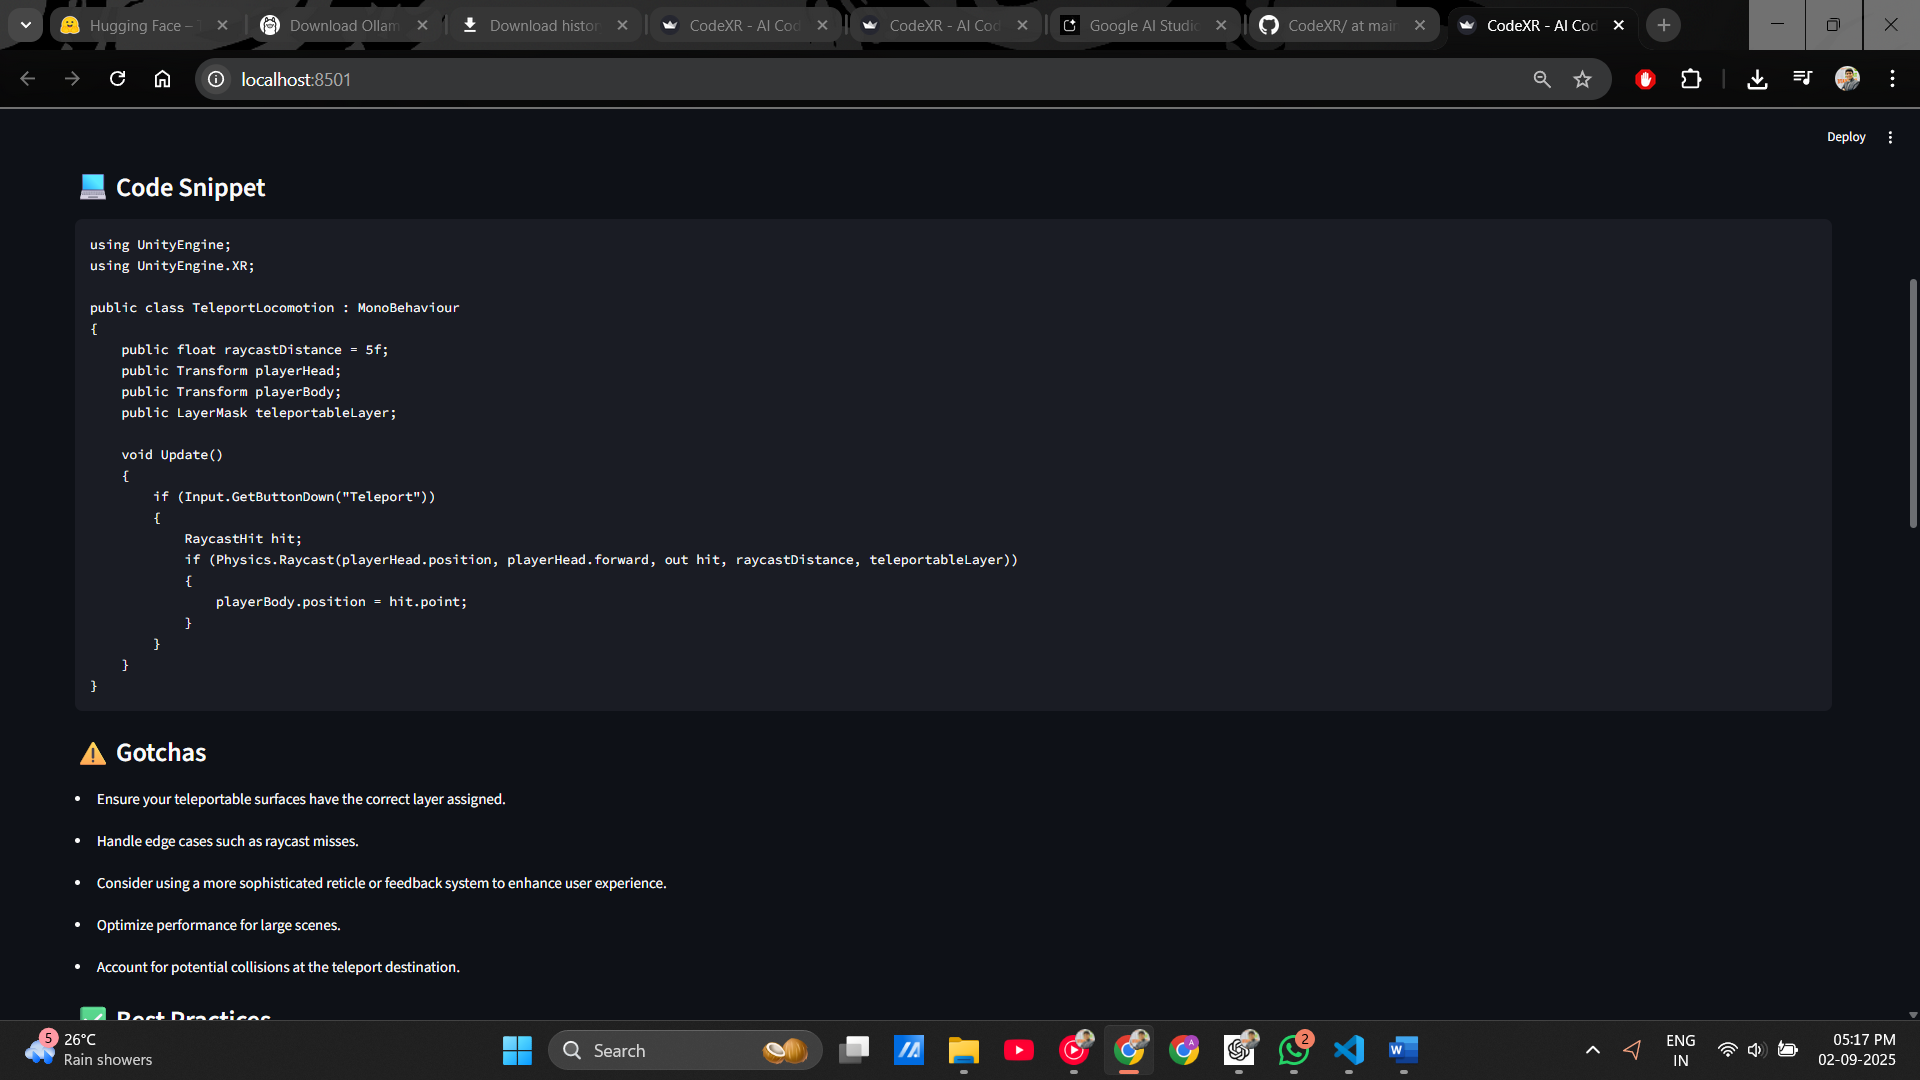 Hugging Face – T
Download Ollam
Download histor
CodeXR - AI Cod
CodeXR - AI Cod
Google AI Studio
CodeXR/ at main
CodeXR - AI Cod
localhost:8501
Deploy
Code Snippet
using UnityEngine;
using UnityEngine.XR;
public class TeleportLocomotion : MonoBehaviour
{
    public float raycastDistance = 5f;
    public Transform playerHead;
    public Transform playerBody;
    public LayerMask teleportableLayer;
    void Update()
    {
        if (Input.GetButtonDown("Teleport"))
        {
            RaycastHit hit;
            if (Physics.Raycast(playerHead.position, playerHead.forward, out hit, raycastDistance, teleportableLayer))
            {
                playerBody.position = hit.point;
            }
        }
    }
}
Gotchas
• Ensure your teleportable surfaces have the correct layer assigned.
• Handle edge cases such as raycast misses.
• Consider using a more sophisticated reticle or feedback system to enhance user experience.
• Optimize performance for large scenes.
• Account for potential collisions at the teleport destination.
Best Practices
5
26°C
Rain showers
Search
A
2
W
ENG
IN
05:17 PM
02-09-2025